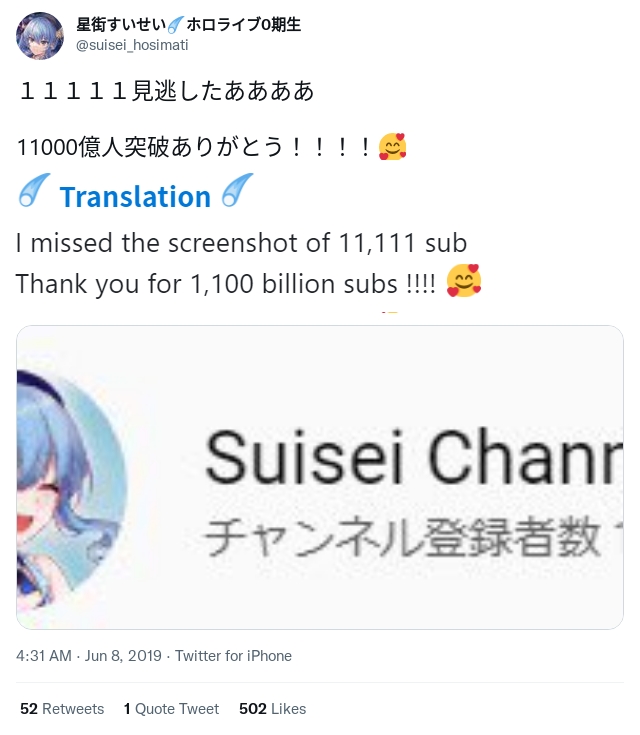 星街すいせい☄️ホロライブ0期生
@suisei_hosimati
１１１１１見逃したああああ
11000億人突破ありがとう！！！！🥰
☄️ Translation ☄️
I missed the screenshot of 11,111 sub
Thank you for 1,100 billion subs !!!! 🥰
Suisei Chann
チャンネル登録者数
4:31 AM · Jun 8, 2019 · Twitter for iPhone
52 Retweets 1 Quote Tweet 502 Likes